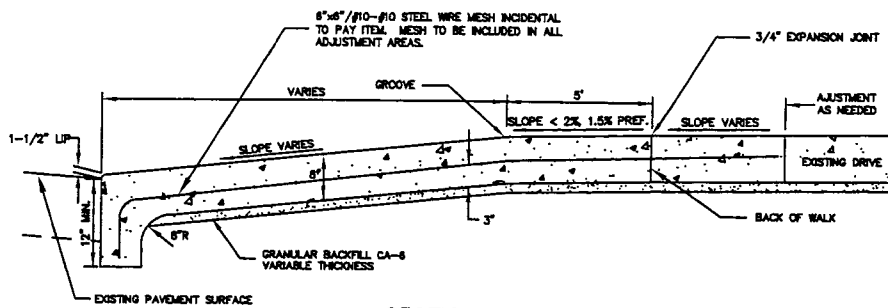 6"x6"/#10-#10 STEEL WIRE MESH INCIDENTAL
TO PAY ITEM. MESH TO BE INCLUDED IN ALL
ADJUSTMENT AREAS.
3/4" EXPANSION JOINT
GROOVE
VARIES
5'
AJUSTMENT
AS NEEDED
SLOPE < 2%, 1.5% PREF.
SLOPE VARIES
1-1/2" LIP
SLOPE VARIES
8"
EXISTING DRIVE
12" MIN.
6"R
3"
BACK OF WALK
GRANULAR BACKFILL CA-6
VARIABLE THICKNESS
EXISTING PAVEMENT SURFACE